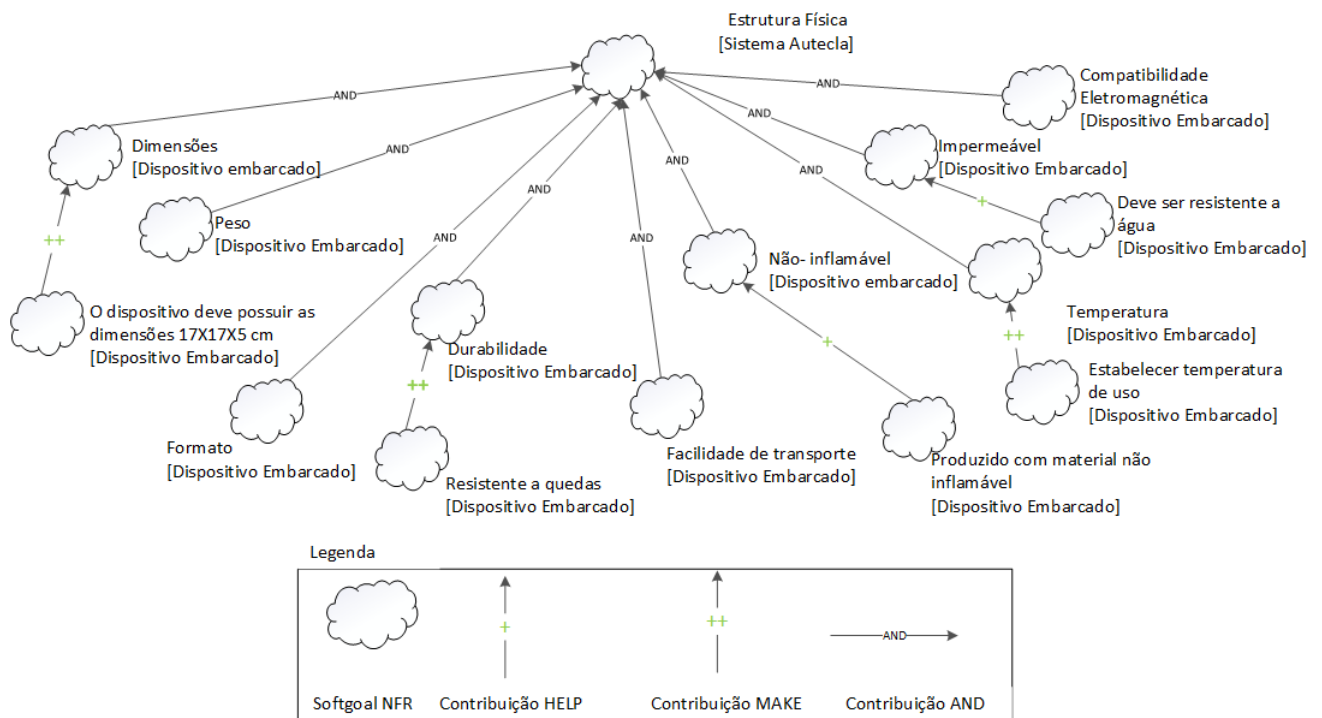 Estrutura Física
[Sistema Autecla]
Compatibilidade
Eletromagnética
[Dispositivo Embarcado]
AND
AND
Dimensões
[Dispositivo embarcado]
AND
AND
Impermeável
[Dispositivo Embarcado]
AND
AND
AND
Peso
[Dispositivo Embarcado]
+
Deve ser resistente a
água
[Dispositivo Embarcado]
++
AND
AND
Não- inflamável
[Dispositivo embarcado]
O dispositivo deve possuir as
dimensões 17X17X5 cm
[Dispositivo Embarcado]
Temperatura
[Dispositivo Embarcado]
Durabilidade
[Dispositivo Embarcado]
+
++
++
Estabelecer temperatura
de uso
[Dispositivo Embarcado]
Formato
[Dispositivo Embarcado]
Facilidade de transporte
[Dispositivo Embarcado]
Resistente a quedas
[Dispositivo Embarcado]
Produzido com material não
inflamável
[Dispositivo Embarcado]
Legenda
+
++
AND
Softgoal NFR
Contribuição HELP
Contribuição MAKE
Contribuição AND